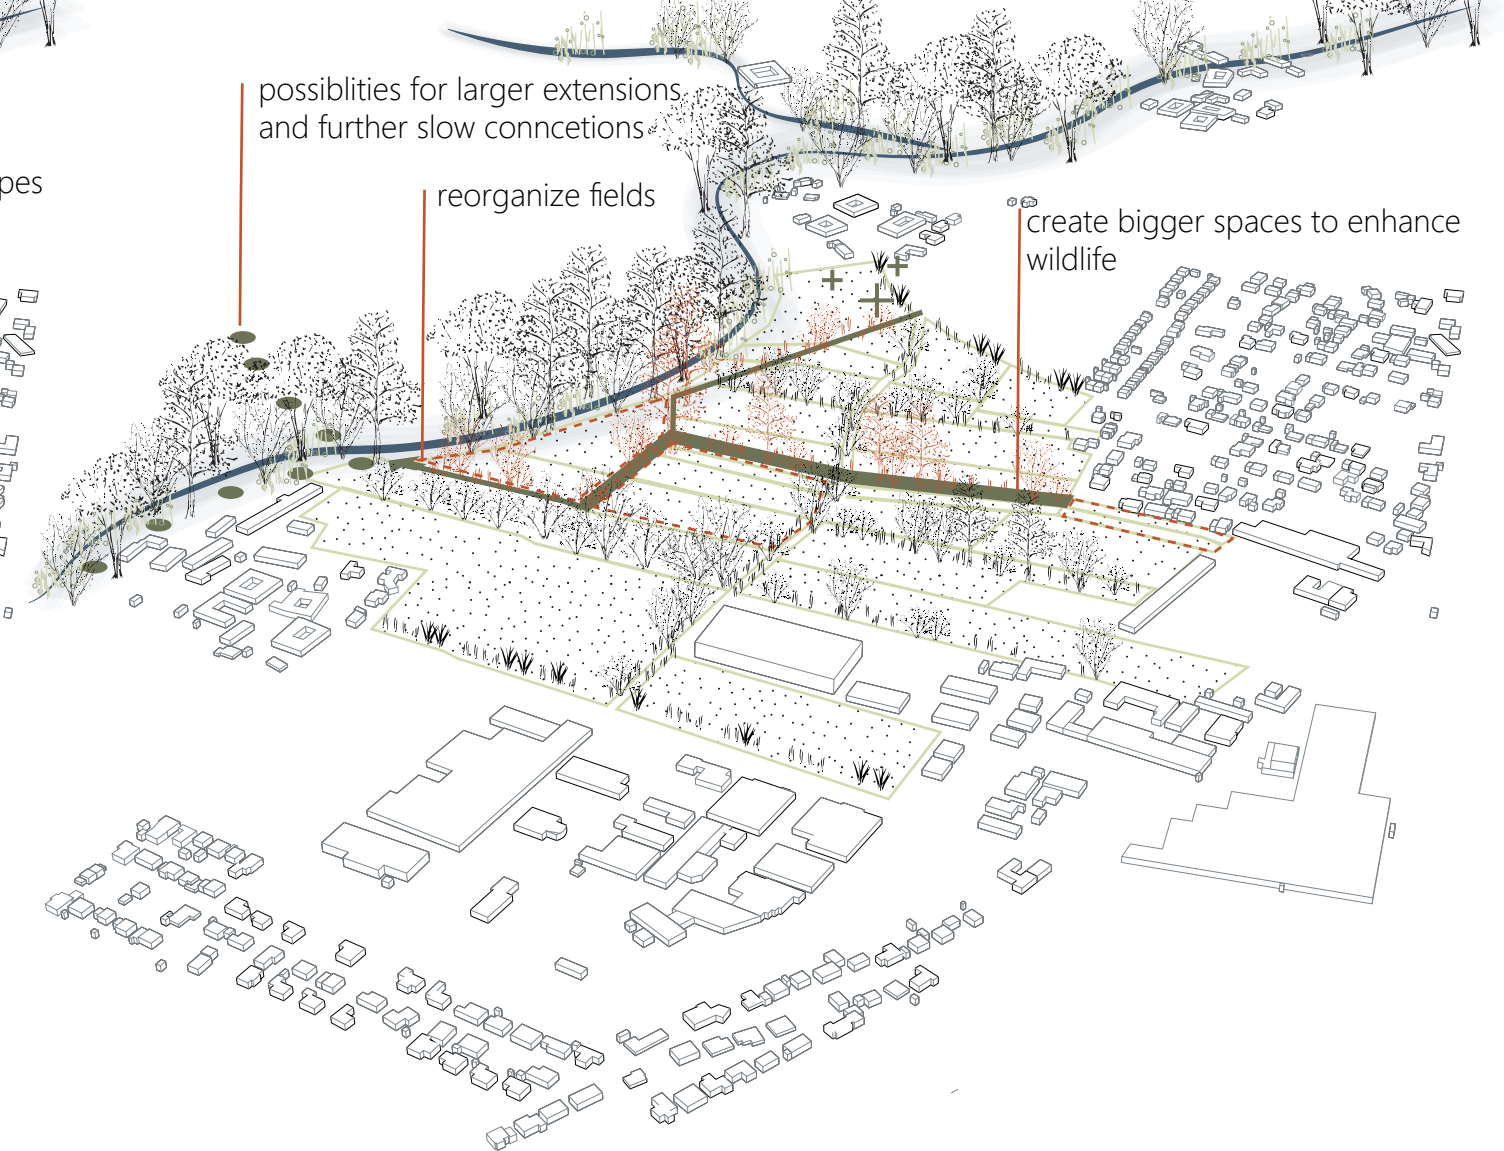 possiblities for larger extensions
and further slow conncetions
pes
reorganize fields
create bigger spaces to enhance
wildlife